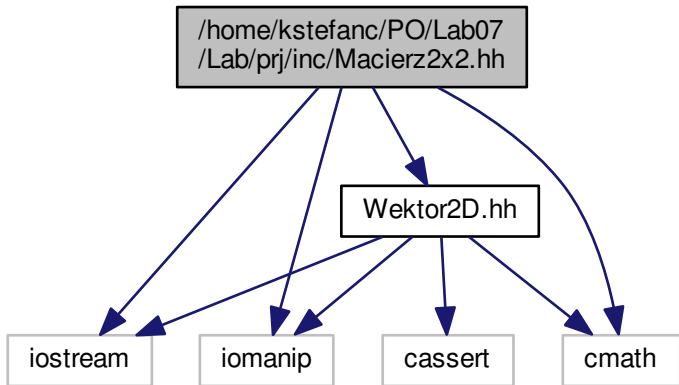 /home/kstefanc/PO/Lab07
/Lab/prj/inc/Macierz2x2.hh
Wektor2D.hh
iostream
iomanip
cassert
cmath